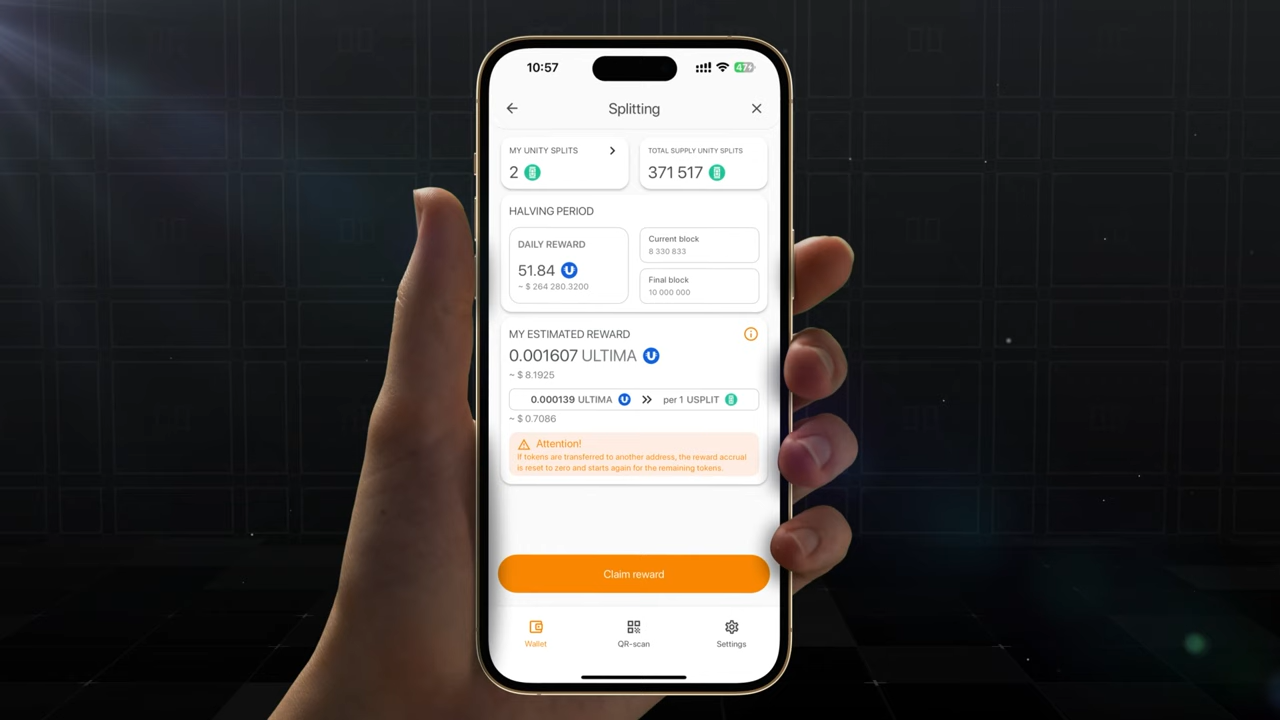 10:57
47
Splitting
MY UNITY SPLITS
2
TOTAL SUPPLY UNITY SPLITS
371 517
HALVING PERIOD
DAILY REWARD
51.84
~ $ 264 280.3200
Current block
8 330 833
Final block
10 000 000
MY ESTIMATED REWARD
0.001607 ULTIMA
~ $ 8.1925
0.000139 ULTIMA per 1 USPLIT
~ $ 0.7086
Attention!
If tokens are transferred to another address, the reward accrual
is reset to zero and starts again for the remaining tokens.
Claim reward
Wallet
QR-scan
Settings